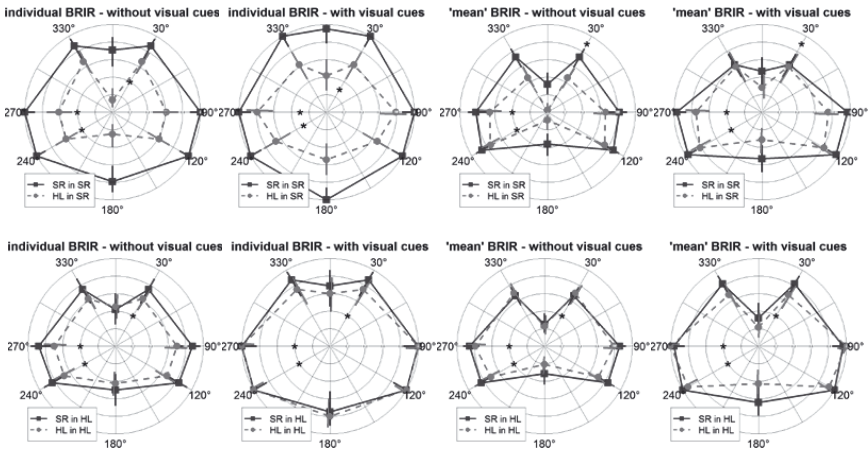 individual BRIR - without visual cues
330°
30°
270°
90°
240°
120°
180°
SR in SR
HL in SR
individual BRIR - with visual cues
330°
30°
270°
90°
240°
120°
180°
SR in SR
HL in SR
'mean' BRIR - without visual cues
330°
30°
270°
90°
240°
120°
180°
SR in SR
HL in SR
'mean' BRIR - with visual cues
330°
30°
270°
90°
240°
120°
180°
SR in SR
HL in SR
individual BRIR - without visual cues
330°
30°
270°
90°
240°
120°
180°
SR in HL
HL in HL
individual BRIR - with visual cues
330°
30°
270°
90°
240°
120°
180°
SR in HL
HL in HL
'mean' BRIR - without visual cues
330°
30°
270°
90°
240°
120°
180°
SR in HL
HL in HL
'mean' BRIR - with visual cues
330°
30°
270°
90°
240°
120°
180°
SR in HL
HL in HL